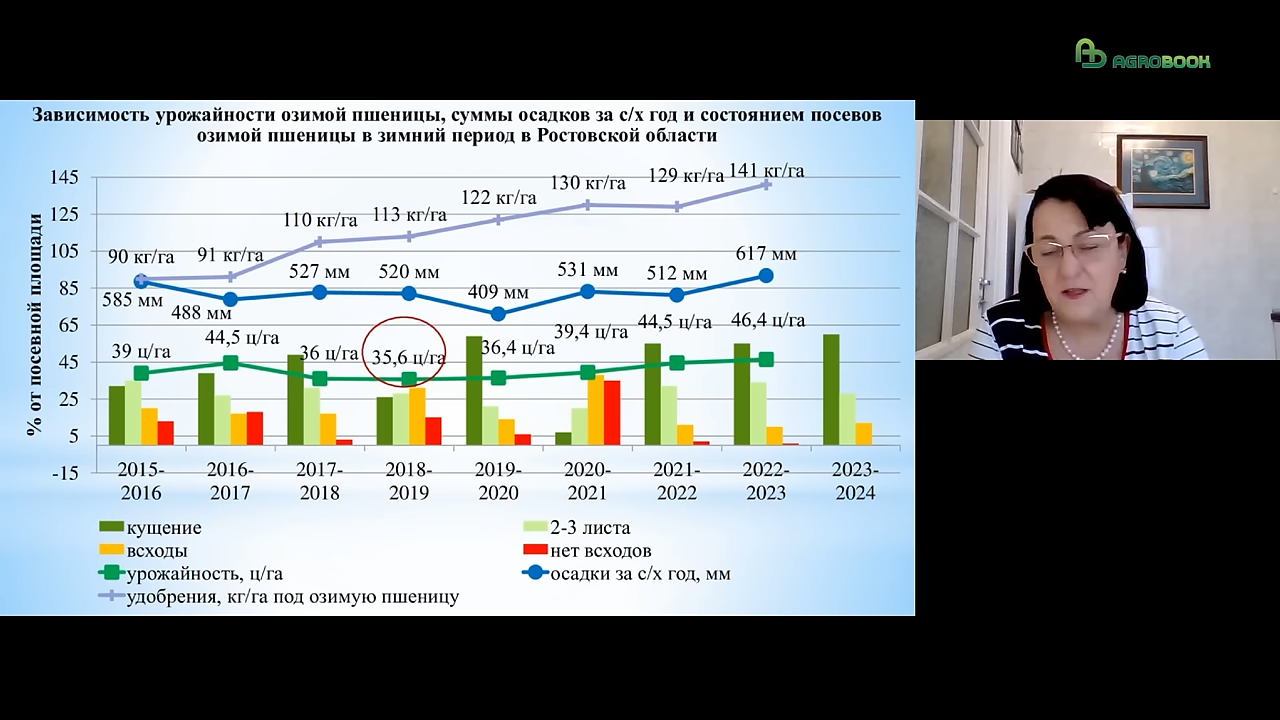 AGROBOOK
Зависимость урожайности озимой пшеницы, суммы осадков за с/х год и состоянием посевов
озимой пшеницы в зимний период в Ростовской области
% от посевной площади
145
125
105
85
65
45
25
5
-15
90 кг/га
91 кг/га
110 кг/га
113 кг/га
122 кг/га
130 кг/га
129 кг/га
141 кг/га
585 мм
488 мм
527 мм
520 мм
409 мм
531 мм
512 мм
617 мм
39 ц/га
44,5 ц/га
36 ц/га
35,6 ц/га
36,4 ц/га
39,4 ц/га
44,5 ц/га
46,4 ц/га
2015-
2016
2016-
2017
2017-
2018
2018-
2019
2019-
2020
2020-
2021
2021-
2022
2022-
2023
2023-
2024
кущение
2-3 листа
всходы
нет всходов
урожайность, ц/га
осадки за с/х год, мм
удобрения, кг/га под озимую пшеницу